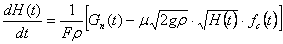 dH(t)/dt = 1/(Fρ) [G_n(t) − μ√(2gρ) · √(H(t)) · f_c(t)]